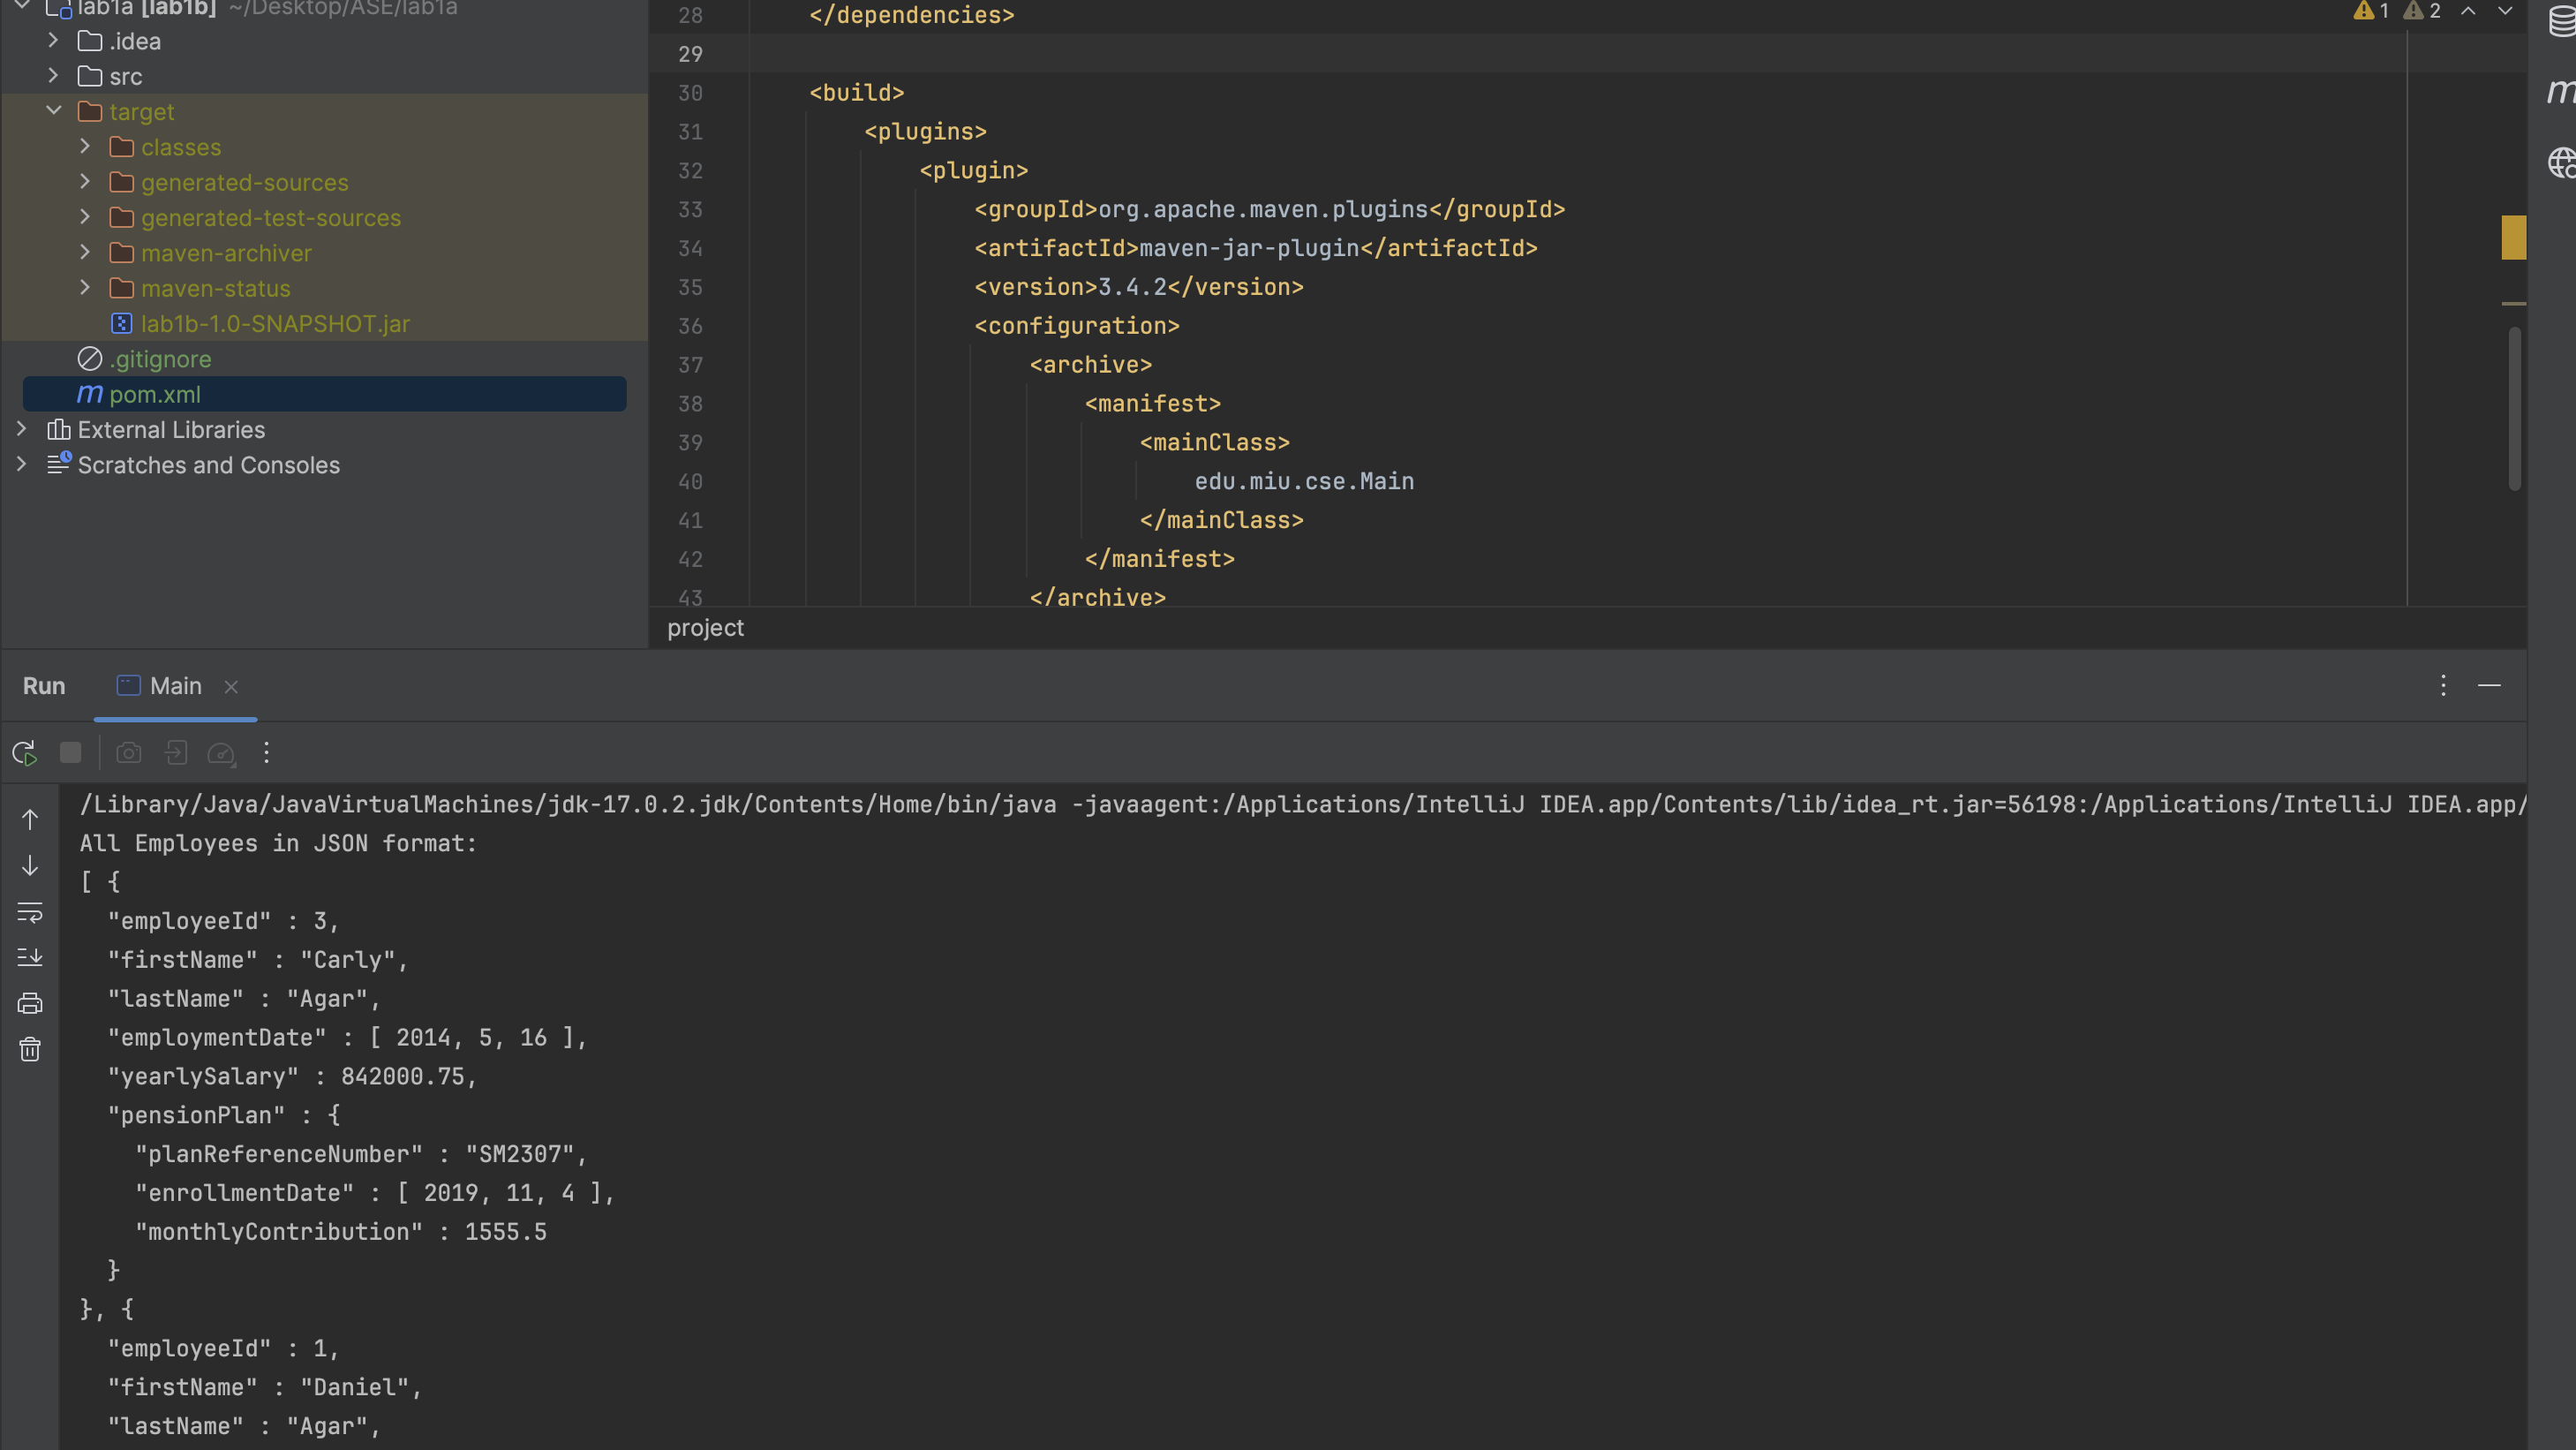 lab1a [lab1b] ~/Desktop/ASE/lab1a
.idea
src
target
classes
generated-sources
generated-test-sources
maven-archiver
maven-status
lab1b-1.0-SNAPSHOT.jar
.gitignore
m pom.xml
External Libraries
Scratches and Consoles
1 2
28 </dependencies>
29
30 <build>
31 <plugins>
32 <plugin>
33 <groupId>org.apache.maven.plugins</groupId>
34 <artifactId>maven-jar-plugin</artifactId>
35 <version>3.4.2</version>
36 <configuration>
37 <archive>
38 <manifest>
39 <mainClass>
40 edu.miu.cse.Main
41 </mainClass>
42 </manifest>
43 </archive>
project
m
Run Main
/Library/Java/JavaVirtualMachines/jdk-17.0.2.jdk/Contents/Home/bin/java -javaagent:/Applications/IntelliJ IDEA.app/Contents/lib/idea_rt.jar=56198:/Applications/IntelliJ IDEA.app/
All Employees in JSON format:
[ {
"employeeId" : 3,
"firstName" : "Carly",
"lastName" : "Agar",
"employmentDate" : [ 2014, 5, 16 ],
"yearlySalary" : 842000.75,
"pensionPlan" : {
"planReferenceNumber" : "SM2307",
"enrollmentDate" : [ 2019, 11, 4 ],
"monthlyContribution" : 1555.5
}
}, {
"employeeId" : 1,
"firstName" : "Daniel",
"lastName" : "Agar",